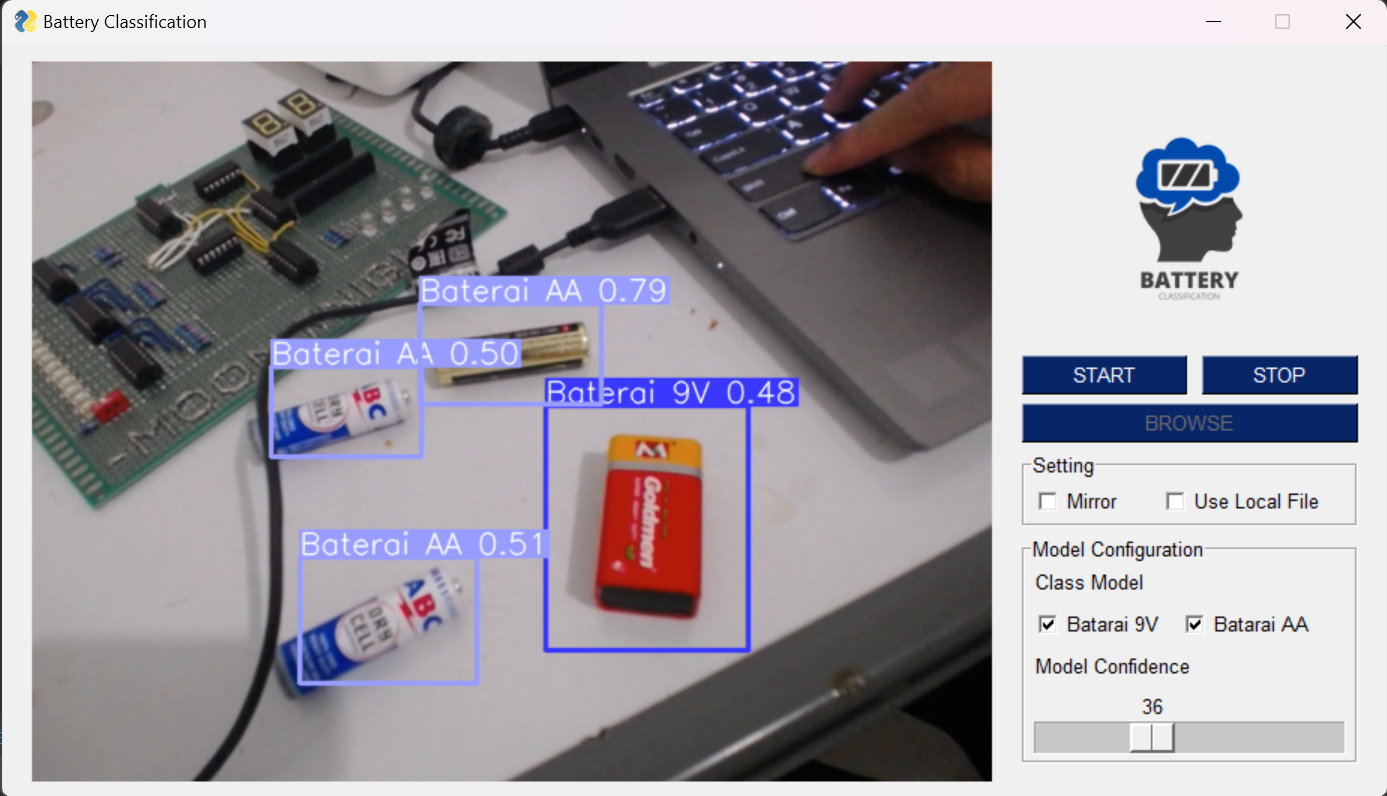 Battery Classification
Baterai AA 0.79
Baterai AA 0.50
Baterai 9V 0.48
Baterai AA 0.51
ABC
DRY
CELL
Goldmen
ABC
DRY
CELL
BATTERY
CLASSIFICATION
START
STOP
BROWSE
Setting
Mirror
Use Local File
Model Configuration
Class Model
Batarai 9V
Batarai AA
Model Confidence
36